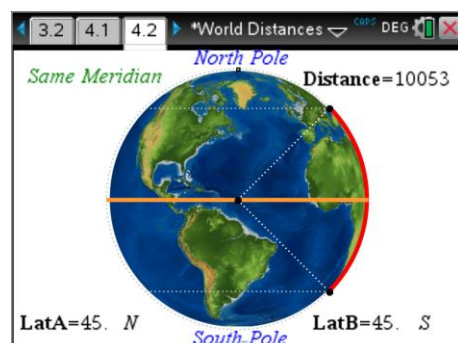 3.2 4.1 4.2 *World Distances CAPS DEG
North Pole
Same Meridian Distance=10053
LatA=45. N LatB=45. S
South Pole